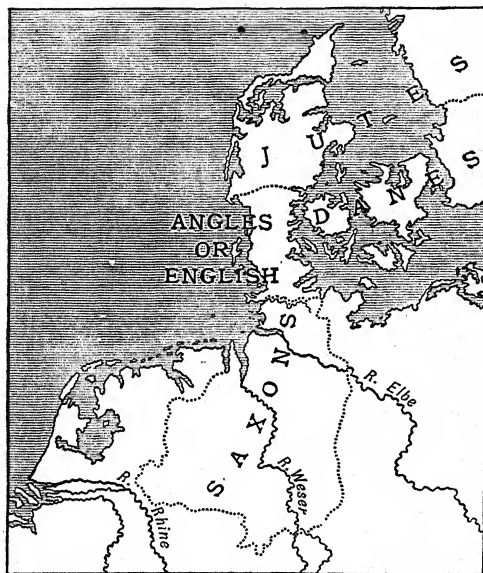 JUTES
DANES
ANGLES
OR
ENGLISH
SAXONS
R. Elbe
R. Weser
R. Rhine